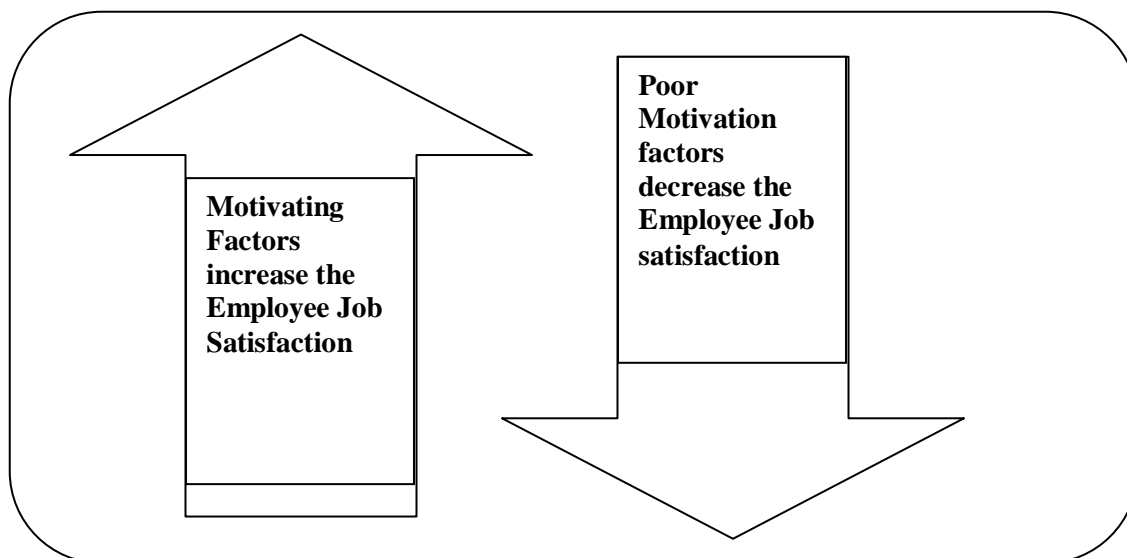 Motivating
Factors
increase the
Employee Job
Satisfaction
Poor
Motivation
factors
decrease the
Employee Job
satisfaction